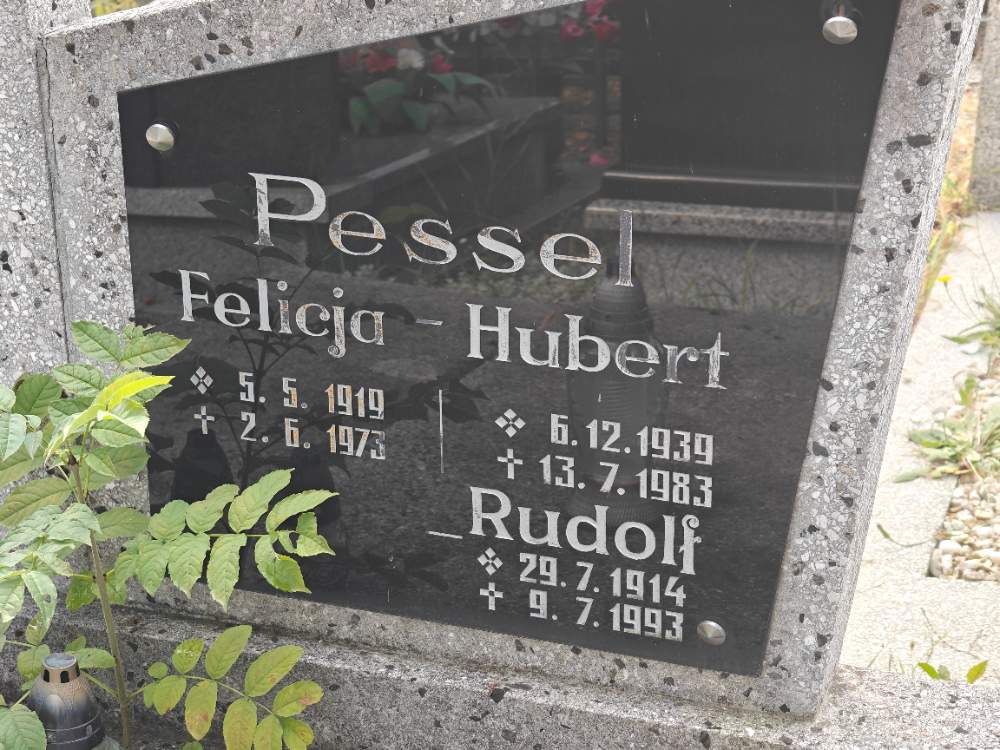 Pessel
Felicja - Hubert
5. 5. 1919
✝ 2. 6. 1973
6.12.1939
✝ 13. 7. 1983
- Rudolf
29. 7. 1914
✝ 9. 7. 1993